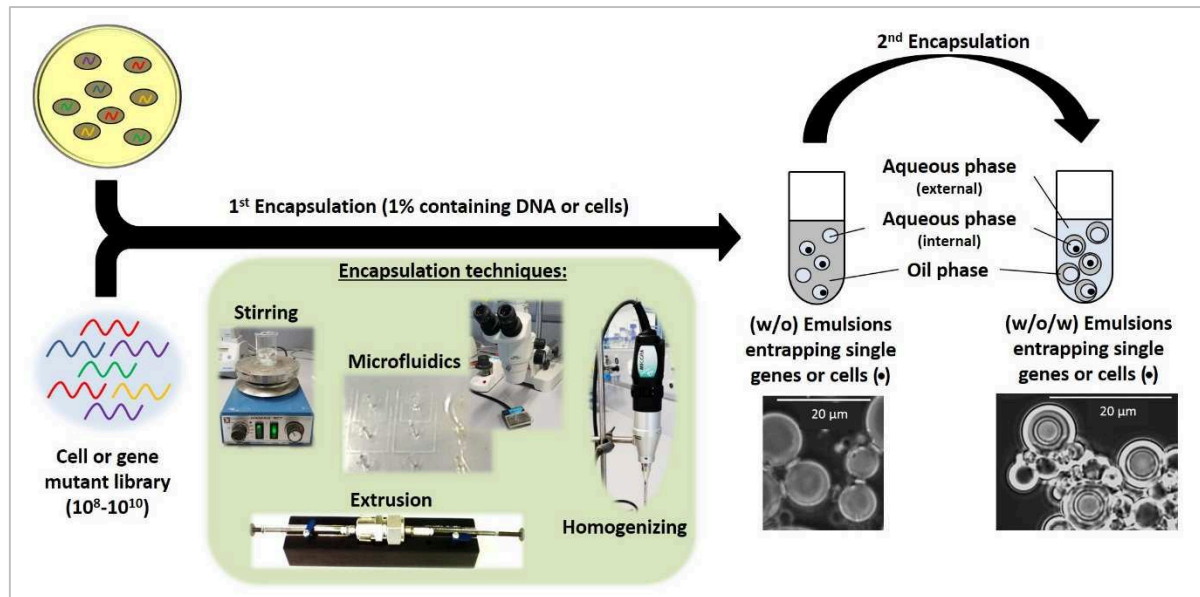 2nd Encapsulation
1st Encapsulation (1% containing DNA or cells)
Aqueous phase
(external)
Aqueous phase
(internal)
Oil phase
Encapsulation techniques:
Stirring
Microfluidics
Extrusion
Homogenizing
Cell or gene
mutant library
(10⁸-10¹⁰)
(w/o) Emulsions
entrapping single
genes or cells (•)
20 µm
(w/o/w) Emulsions
entrapping single
genes or cells (•)
20 µm